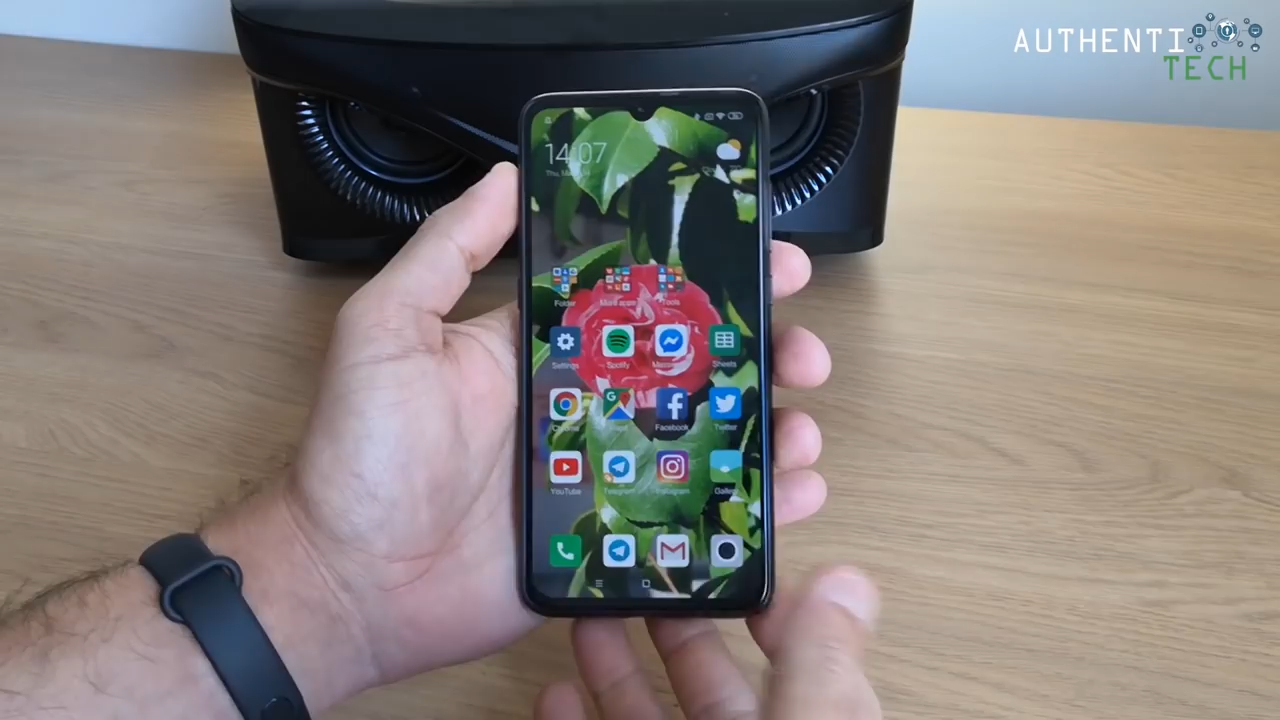 AUTHENTI
TECH
14:07
Folder
More apps
Tools
Settings
Spotify
Sheets
Chrome
Facebook
Twitter
YouTube
Telegram
Instagram
Gallery